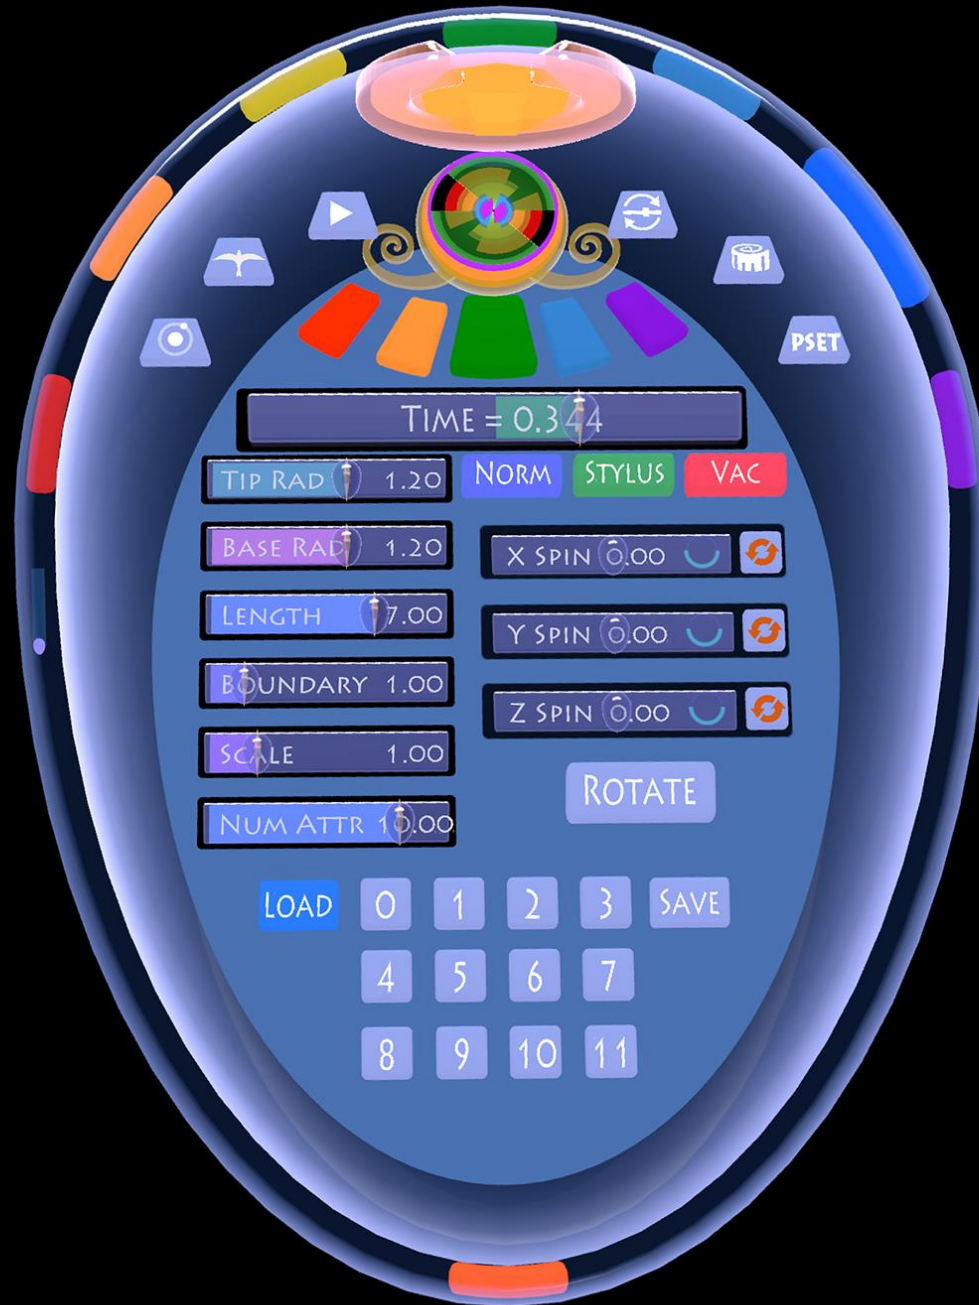 PSET
TIME = 0.344
TIP RAD 1.20
NORM
STYLUS
VAC
BASE RAD 1.20
X SPIN 0.00
LENGTH 17.00
Y SPIN 0.00
BOUNDARY 1.00
Z SPIN 0.00
SCALE 1.00
ROTATE
NUM ATTR 10.00
LOAD 0 1 2 3 SAVE
4 5 6 7
8 9 10 11